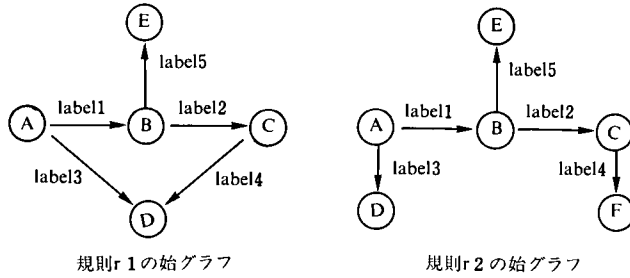 E
label5
label1
label2
A
B
C
label3
label4
D
規則r1の始グラフ
E
label5
label1
label2
A
B
C
label3
label4
D
F
規則r2の始グラフ